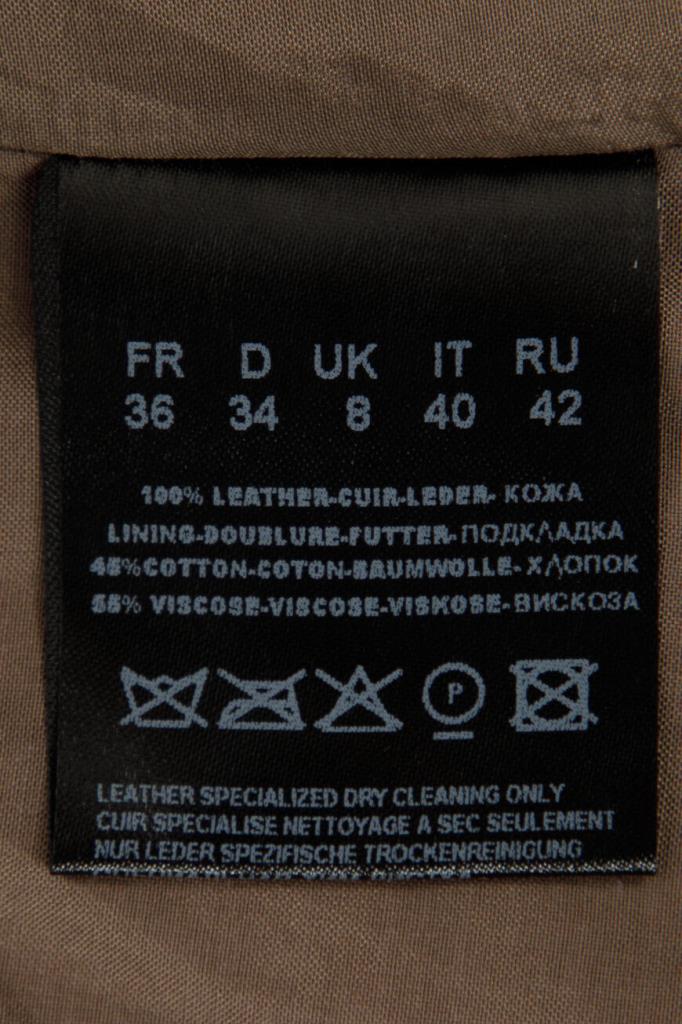 FR D UK IT RU
36 34 8 40 42
100% LEATHER-CUIR-LEDER- КОЖА
LINING-DOUBLURE-FUTTER-ПОДКЛАДКА
45%COTTON-COTON-BAUMWOLLE-ХЛОПОК
55% VISCOSE-VISCOSE-VISKOSE-ВИСКОЗА
P
LEATHER SPECIALIZED DRY CLEANING ONLY
CUIR SPECIALISE NETTOYAGE A SEC SEULEMENT
NUR LEDER SPEZIFISCHE TROCKENREINIGUNG